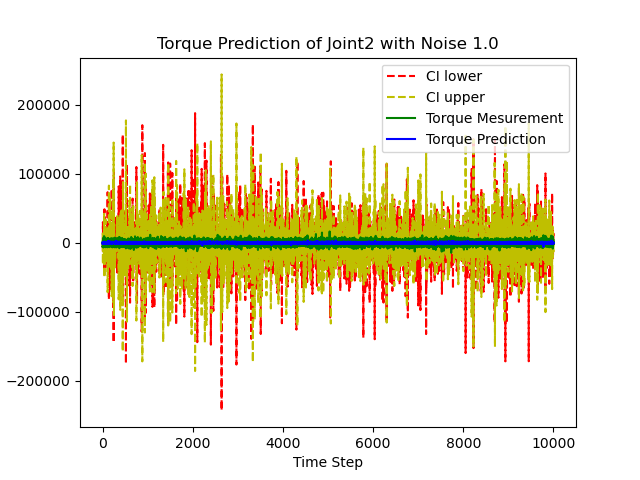 Torque Prediction of Joint2 with Noise 1.0
CI lower
CI upper
Torque Mesurement
Torque Prediction
200000
100000
0
−100000
−200000
0 2000 4000 6000 8000 10000
Time Step